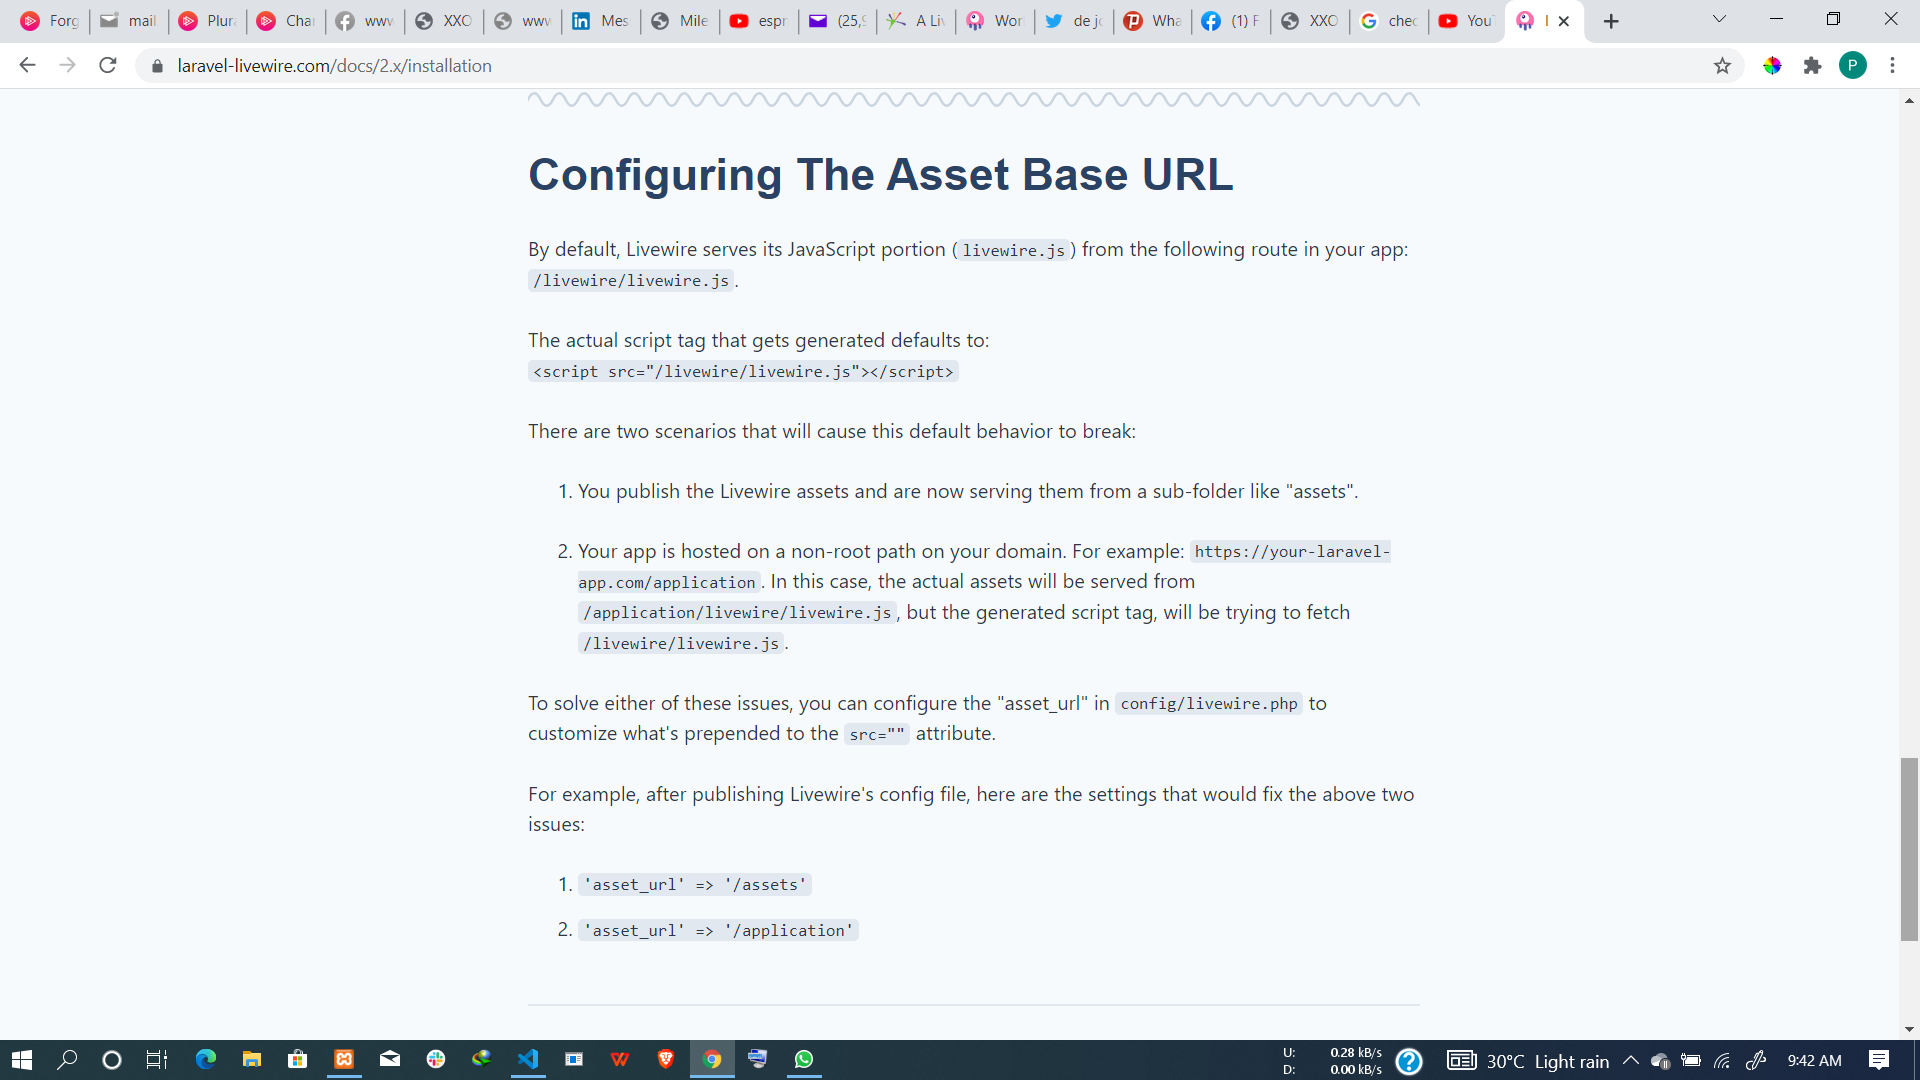 Forg
mail.
Plura
Char
www
XXO
www
Mes
Mile
espr
(25,9
A Liv
Wor
de jo
Wha
(1) F
XXO
chec
YouT
laravel-livewire.com/docs/2.x/installation
P
Configuring The Asset Base URL
By default, Livewire serves its JavaScript portion (livewire.js) from the following route in your app:
/livewire/livewire.js.
The actual script tag that gets generated defaults to:
<script src="/livewire/livewire.js"></script>
There are two scenarios that will cause this default behavior to break:
1. You publish the Livewire assets and are now serving them from a sub-folder like "assets".
2. Your app is hosted on a non-root path on your domain. For example: https://your-laravel-
app.com/application. In this case, the actual assets will be served from
/application/livewire/livewire.js, but the generated script tag, will be trying to fetch
/livewire/livewire.js.
To solve either of these issues, you can configure the "asset_url" in config/livewire.php to
customize what's prepended to the src="" attribute.
For example, after publishing Livewire's config file, here are the settings that would fix the above two
issues:
1. 'asset_url' => '/assets'
2. 'asset_url' => '/application'
U: 0.28 kB/s
D: 0.00 kB/s
30°C Light rain
9:42 AM